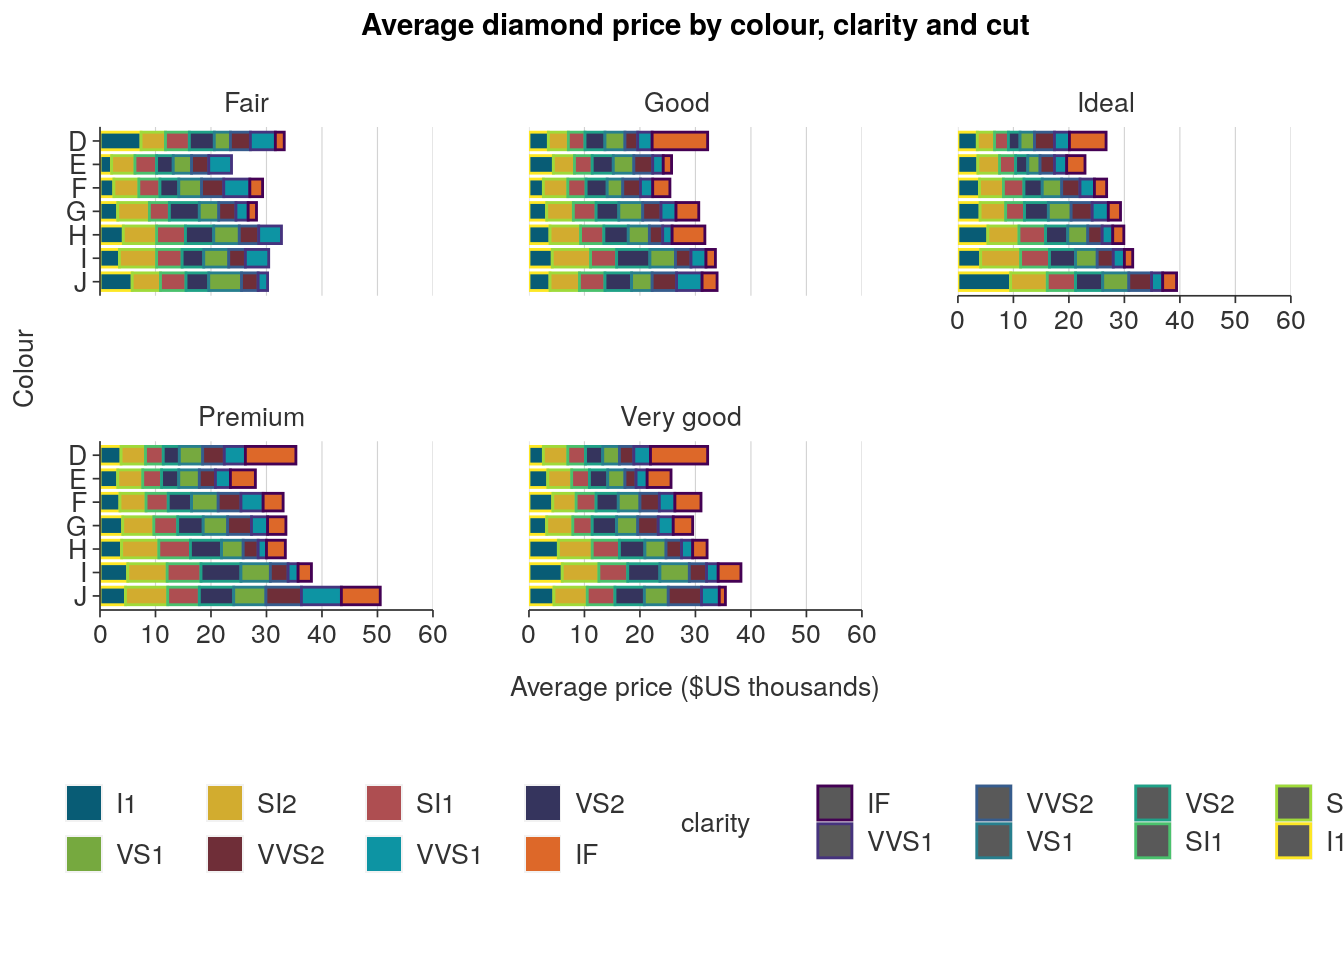 Average diamond price by colour, clarity and cut
Fair
Good
Ideal
D
E
F
G
H
I
J
0 10 20 30 40 50 60
Colour
Premium
Very good
D
E
F
G
H
I
J
0 10 20 30 40 50 60
0 10 20 30 40 50 60
Average price ($US thousands)
I1 SI2 SI1 VS2
VS1 VVS2 VVS1 IF
clarity
IF VVS2 VS2 S
VVS1 VS1 SI1 I1